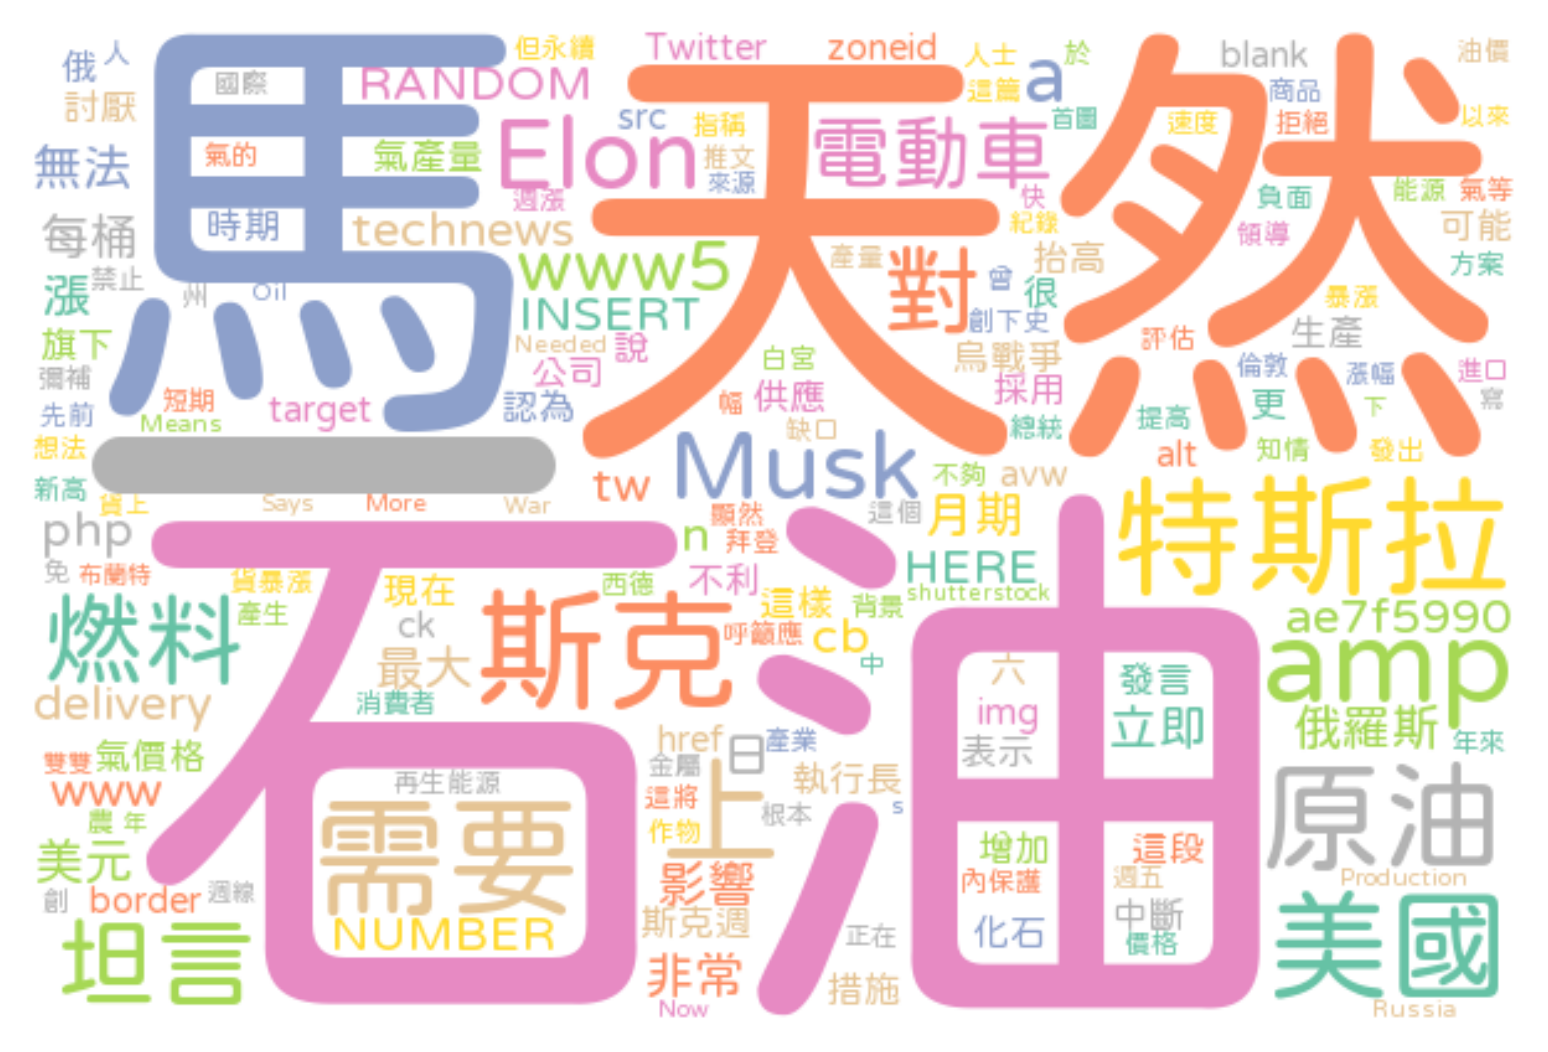 俄 人 馬 但永續 Twitter zoneid 人士 於 blank 油價
討厭 國際 RANDOM 天 這篇 a 然 商品
無法 氣的 氣產量 Elon src 指稱 推文 來源 電動車 首圖 速度 拒絕 以來
每桶 時期 technews 週漲 快 紀錄 負面 領導 能源 氣等 可能
漲 禁止 州 Oil www5 產量 對 曾 抬高 很 方案
旗下 INSERT 創下史 暴漲 生產
彌補 Needed 說 公司 白宮 烏戰爭 評估 倫敦 漲幅 進口
先前 短期 Means target 認為 幅 供應 採用 提高 更 下 寫
想法 一 缺口 總統 知情 發出
新高 貨上 Says More War tw Musk 不夠 avw alt
php 石 n 顯然 拜登 這個 月期 油 特斯拉
免 布蘭特 貨暴漲 現在 西德 不利 HERE shutterstock
燃料 產生 ck 斯克 這樣 背景 ae7f5990
delivery 最大 消費者 呼籲應 cb 中 六 發言 amp
雙雙 氣價格 href 日 產業 img 表示 立即 俄羅斯 年來
www 再生能源 金屬 上 執行長
農 年 需要 這將 作物 根本 s 原油
美元 影響 增加 這段
創 border 週線 斯克週 內保護 週五 Production
坦言 NUMBER 正在 化石 中斷 價格 美國
非常 措施
Now Russia